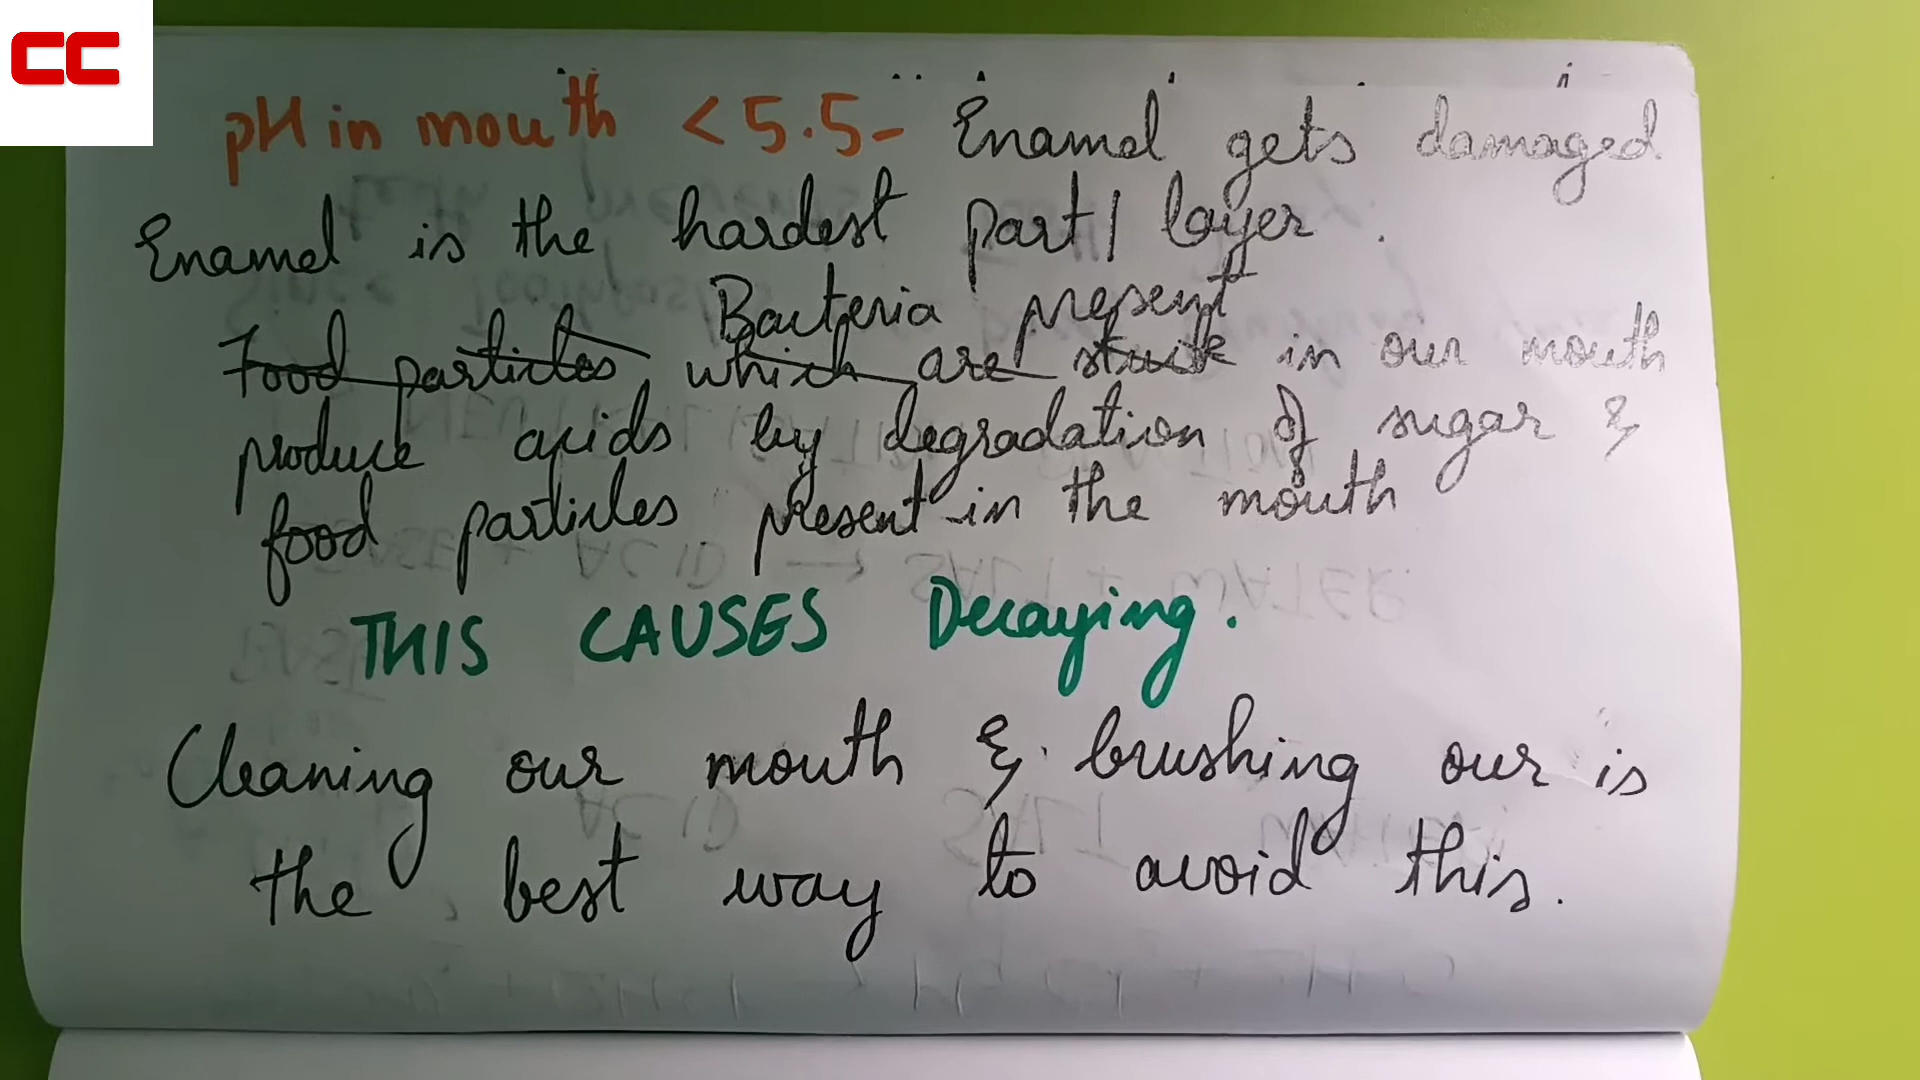 CC
pH in mouth < 5.5- Enamel gets damaged
Enamel is the hardest part/ layer.
Bacteria present
Food particles which are stuck in our mouth
produce acids by degradation of sugar &
food particles present in the mouth
THIS CAUSES Decaying.
Cleaning our mouth & brushing our is
the best way to avoid this.